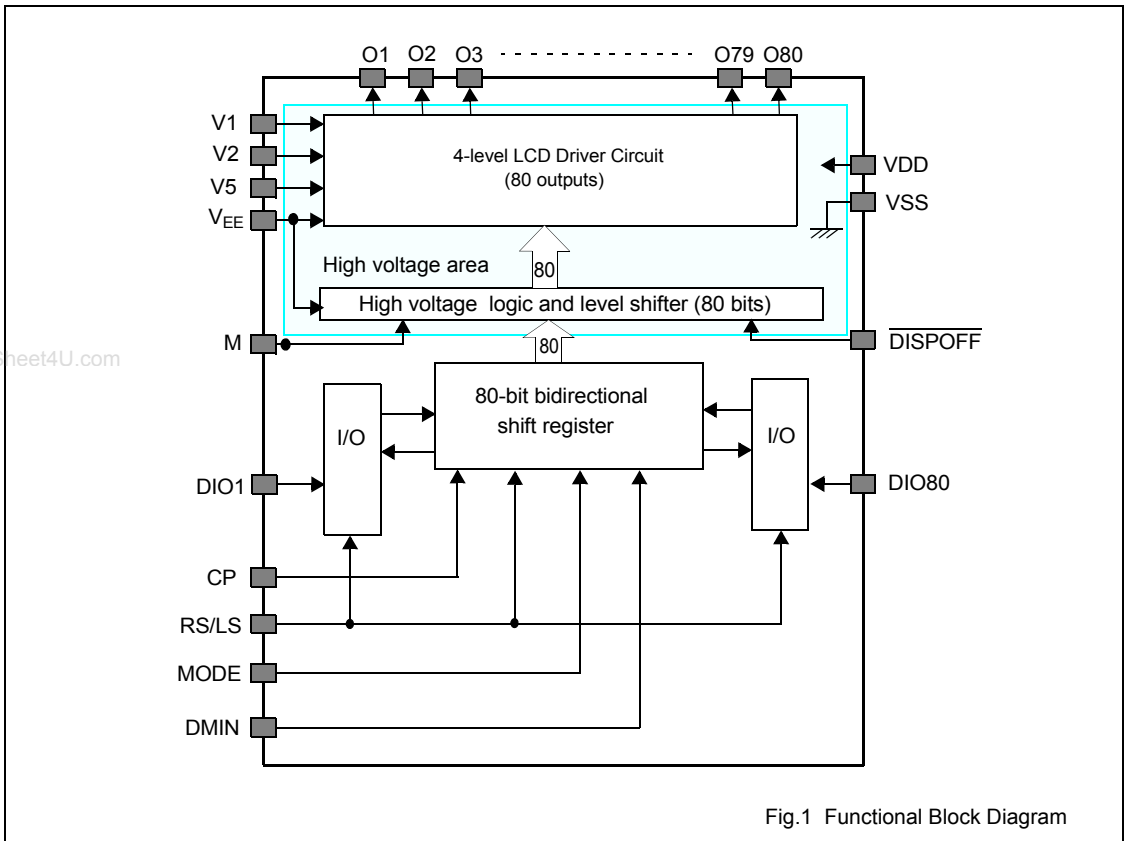 O1 O2 O3 - - - - - - - - - - - - - - O79 O80
V1
V2
V5
VEE
4-level LCD Driver Circuit
(80 outputs)
VDD
VSS
High voltage area
80
High voltage logic and level shifter (80 bits)
M
DISPOFF
heet4U.com
80
80-bit bidirectional
shift register
I/O
I/O
DIO1
DIO80
CP
RS/LS
MODE
DMIN
Fig.1 Functional Block Diagram